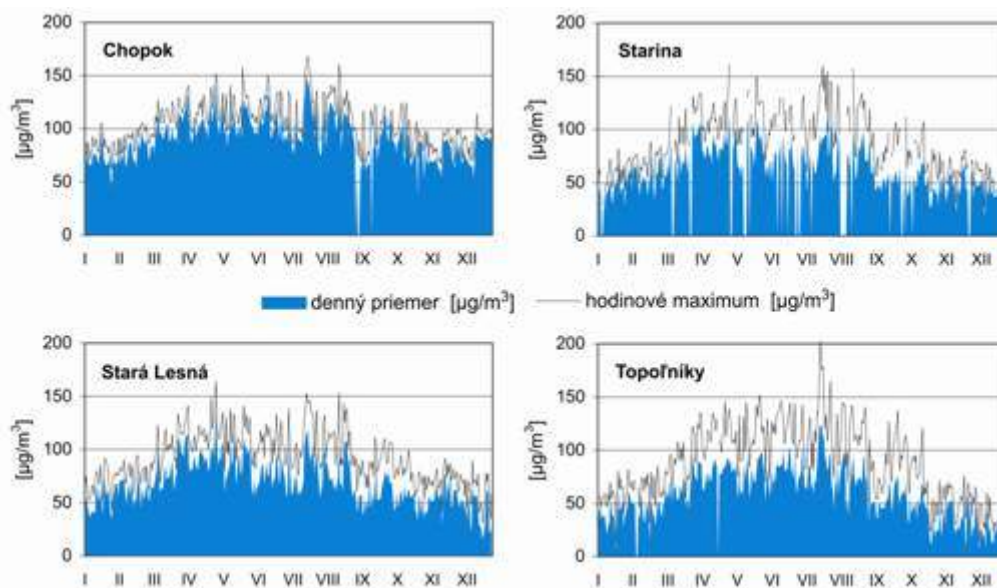 Chopok
[µg/m³]
200
150
100
50
0
I II III IV V VI VII VIII IX X XI XII
Starina
[µg/m³]
200
150
100
50
0
I II III IV V VI VII VIII IX X XI XII
denný priemer [µg/m³] hodinové maximum [µg/m³]
Stará Lesná
[µg/m³]
200
150
100
50
0
I II III IV V VI VII VIII IX X XI XII
Topoľníky
[µg/m³]
200
150
100
50
0
I II III IV V VI VII VIII IX X XI XII